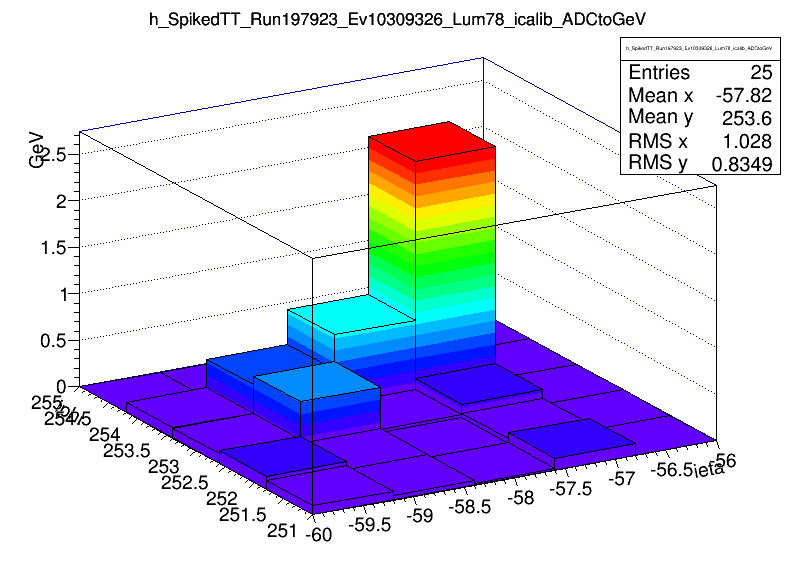 h_SpikedTT_Run197923_Ev10309326_Lum78_icalib_ADCtoGeV
h_SpikedTT_Run197923_Ev10309326_Lum78_icalib_ADCtoGeV
Entries 25
Mean x -57.82
Mean y 253.6
RMS x 1.028
RMS y 0.8349
GeV
2.5
2
1.5
1
0.5
0
255
254.5
254
253.5
253
252.5
252
251.5
251
-60
-59.5
-59
-58.5
-58
-57.5
-57
-56.5
-56
ieta